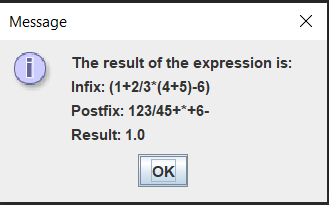 Message
The result of the expression is:
Infix: (1+2/3*(4+5)-6)
Postfix: 123/45+*+6-
Result: 1.0
OK